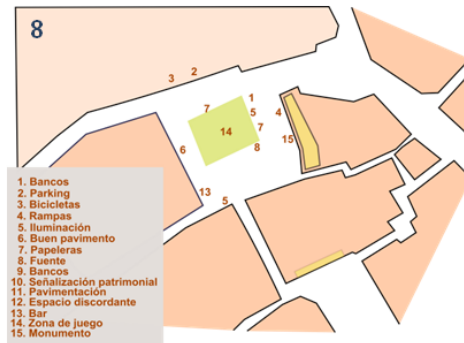 8
3 2
1
7 5 4
14 7 15
6 8
13 5
1. Bancos
2. Parking
3. Bicicletas
4. Rampas
5. Iluminación
6. Buen pavimento
7. Papeleras
8. Fuente
9. Bancos
10. Señalización patrimonial
11. Pavimentación
12. Espacio discordante
13. Bar
14. Zona de juego
15. Monumento